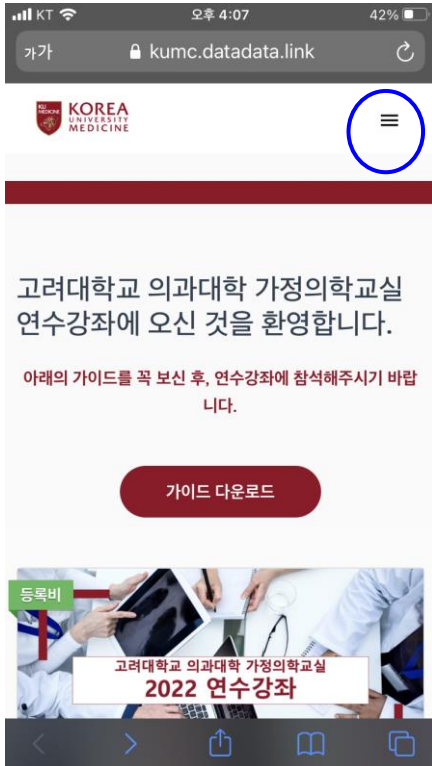 KT 오후 4:07 42%
가가 kumc.datadata.link
KU
MEDICINE
KOREA
UNIVERSITY
MEDICINE
고려대학교 의과대학 가정의학교실
연수강좌에 오신 것을 환영합니다.
아래의 가이드를 꼭 보신 후, 연수강좌에 참석해주시기 바랍
니다.
가이드 다운로드
등록비
고려대학교 의과대학 가정의학교실
2022 연수강좌